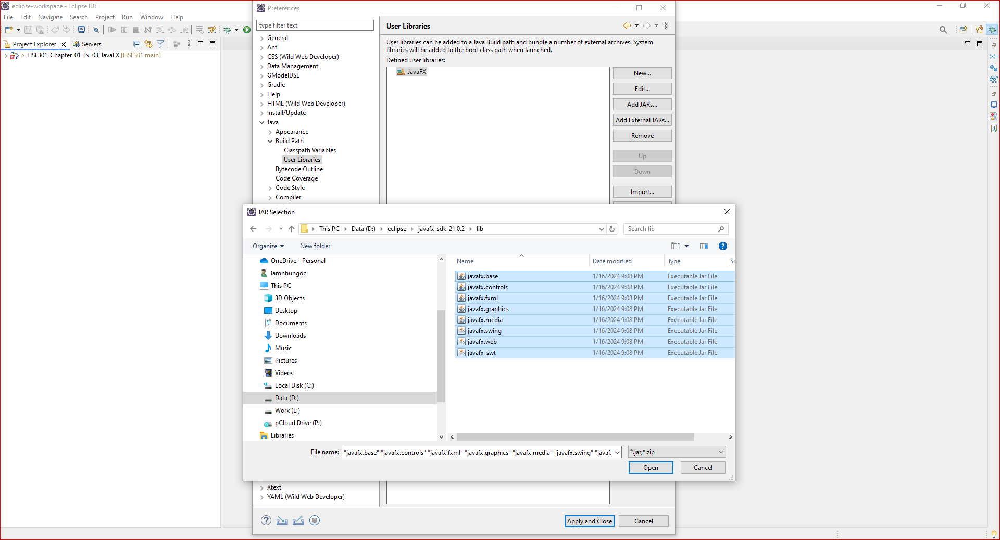 eclipse-workspace - Eclipse IDE
File Edit Navigate Search Project Run Window Help
Project Explorer Servers
HSF301_Chapter_01_Ex_03_JavaFX [HSF301 main]
Preferences
type filter text
General
Ant
CSS (Wild Web Developer)
Data Management
GModelDSL
Gradle
Help
HTML (Wild Web Developer)
Install/Update
Java
Appearance
Build Path
Classpath Variables
User Libraries
Bytecode Outline
Code Coverage
Code Style
Compiler
Xtext
YAML (Wild Web Developer)
User Libraries
User libraries can be added to a Java Build path and bundle a number of external archives. System
libraries will be added to the boot class path when launched.
Defined user libraries:
JavaFX
New...
Edit...
Add JARs...
Add External JARs...
Remove
Up
Down
Import...
JAR Selection
This PC Data (D:) eclipse javafx-sdk-21.0.2 lib
Search lib
Organize New folder
OneDrive - Personal
lamnhungoc
This PC
3D Objects
Desktop
Documents
Downloads
Music
Pictures
Videos
Local Disk (C:)
Data (D:)
Work (E:)
pCloud Drive (P:)
Libraries
Name Date modified Type Si
javafx.base 1/16/2024 9:08 PM Executable Jar File
javafx.controls 1/16/2024 9:08 PM Executable Jar File
javafx.fxml 1/16/2024 9:08 PM Executable Jar File
javafx.graphics 1/16/2024 9:08 PM Executable Jar File
javafx.media 1/16/2024 9:08 PM Executable Jar File
javafx.swing 1/16/2024 9:08 PM Executable Jar File
javafx.web 1/16/2024 9:08 PM Executable Jar File
javafx-swt 1/16/2024 9:08 PM Executable Jar File
File name: "javafx.base" "javafx.controls" "javafx.fxml" "javafx.graphics" "javafx.media" "javafx.swing" "javaf
*.jar;*.zip
Open Cancel
Apply and Close Cancel
(x)=